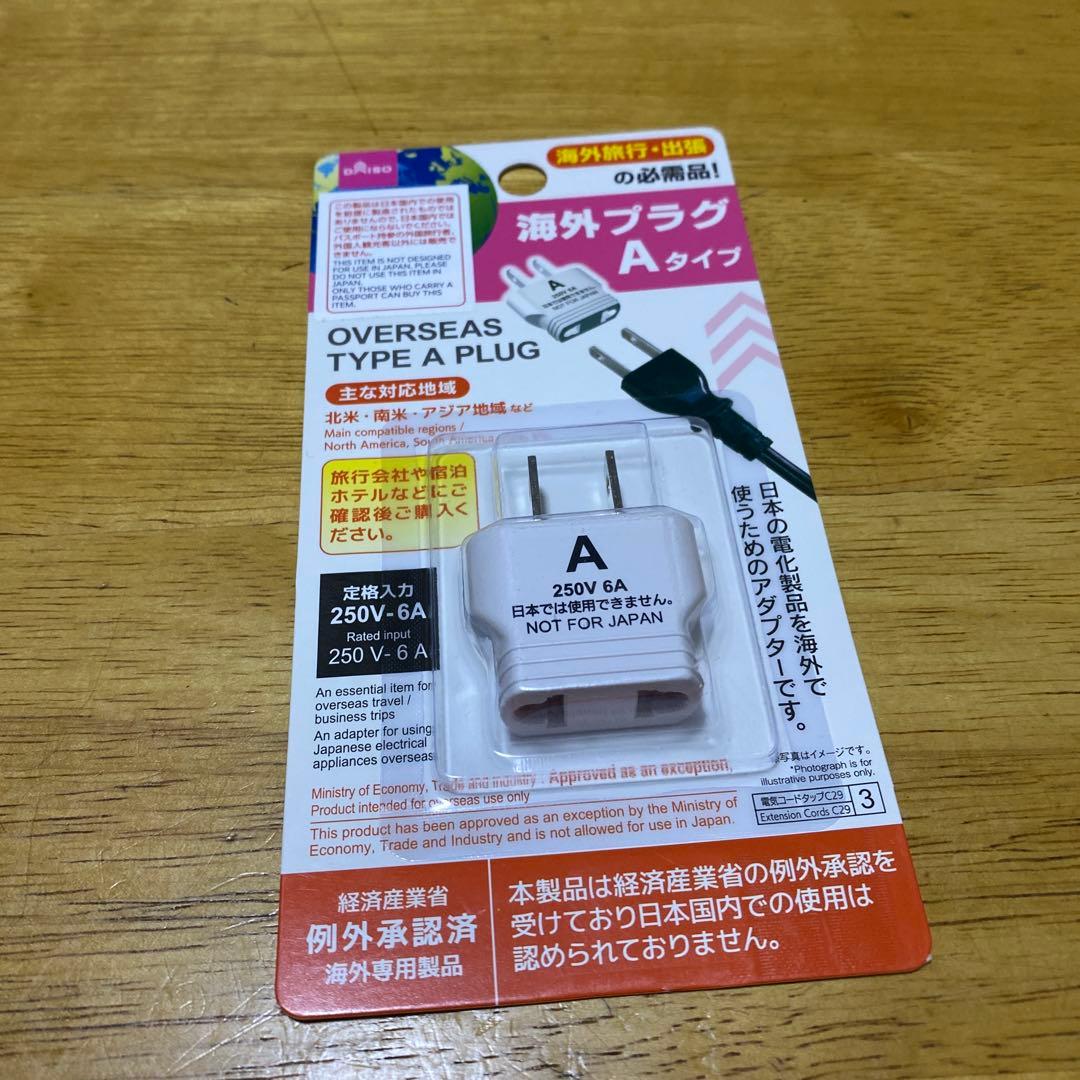 DAISO
海外旅行・出張
の必需品!
この製品は日本国内での使用
ありませんので、日本国内では
ご使用にならないでください。
パスポート持参の外国旅行者、
外国人観光客以外には販売で
きません。
THIS ITEM IS NOT DESIGNED
FOR USE IN JAPAN, PLEASE
DO NOT USE THIS ITEM IN
JAPAN.
ONLY THOSE WHO CARRY A
PASSPORT CAN BUY THIS
ITEM.
海外プラグ
Aタイプ
A
250V 6A
日本では使用できません。
NOT FOR JAPAN
OVERSEAS
TYPE A PLUG
主な対応地域
北米・南米・アジア地域 など
Main compatible regions /
North America, South America
旅行会社や宿泊
ホテルなどにご
確認後ご購入く
ださい。
定格入力
250V-6A
Rated input
250 V- 6 A
A
250V 6A
日本では使用できません。
NOT FOR JAPAN
日本の電化製品を海外で
使うためのアダプターです。
An essential item for
overseas travel /
business trips
An adapter for using
Japanese electrical
appliances overseas
写真はイメージです。
*Photograph is for
illustrative purposes only.
電気コードタップC29
Extension Cords C29
3
Ministry of Economy, Trade and Industry : Approved as an exception,
Product intended for overseas use only
This product has been approved as an exception by the Ministry of
Economy, Trade and Industry and is not allowed for use in Japan.
経済産業省
例外承認済
海外専用製品
本製品は経済産業省の例外承認を
受けており日本国内での使用は
認められておりません。